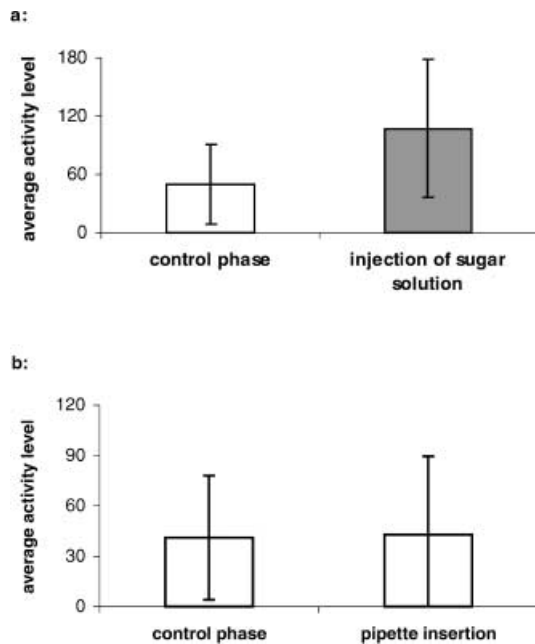 a:
average activity level
180
120
60
0
control phase
injection of sugar
solution
b:
average activity level
120
90
60
30
0
control phase
pipette insertion